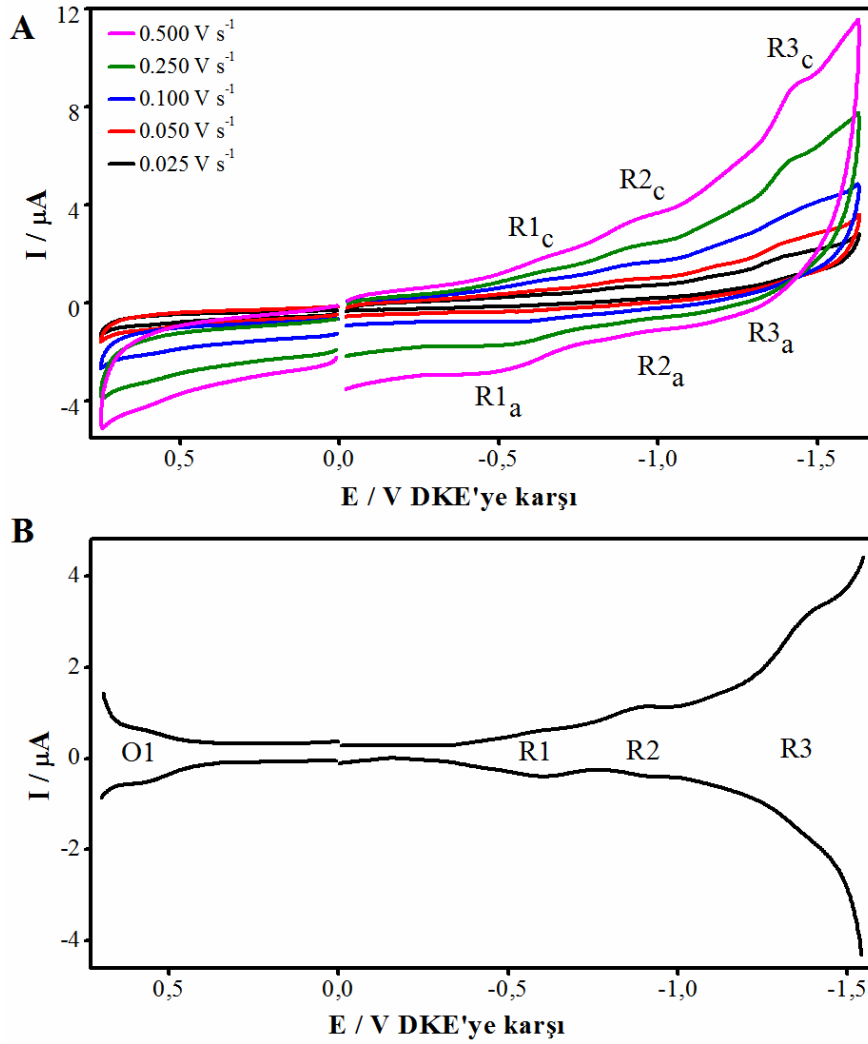 A
0.500 V s-1
0.250 V s-1
0.100 V s-1
0.050 V s-1
0.025 V s-1
12
8
4
0
-4
I / µA
R1c
R2c
R3c
R1a
R2a
R3a
0,5
0,0
-0,5
-1,0
-1,5
E / V DKE'ye karşı
B
4
2
0
-2
-4
I / µA
O1
R1
R2
R3
0,5
0,0
-0,5
-1,0
-1,5
E / V DKE'ye karşı